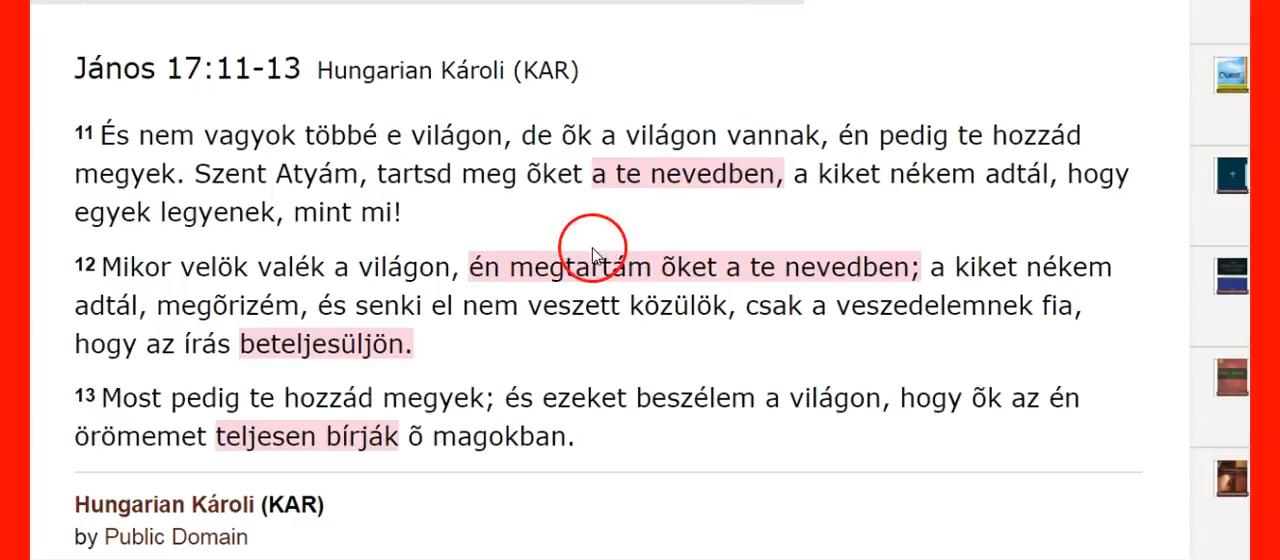 János 17:11-13 Hungarian Károli (KAR)
11 És nem vagyok többé e világon, de õk a világon vannak, én pedig te hozzád
megyek. Szent Atyám, tartsd meg õket a te nevedben, a kiket nékem adtál, hogy
egyek legyenek, mint mi!
12 Mikor velök valék a világon, én megtartám õket a te nevedben; a kiket nékem
adtál, megõrizém, és senki el nem veszett közülök, csak a veszedelemnek fia,
hogy az írás beteljesüljön.
13 Most pedig te hozzád megyek; és ezeket beszélem a világon, hogy õk az én
örömemet teljesen bírják õ magokban.
Hungarian Károli (KAR)
by Public Domain